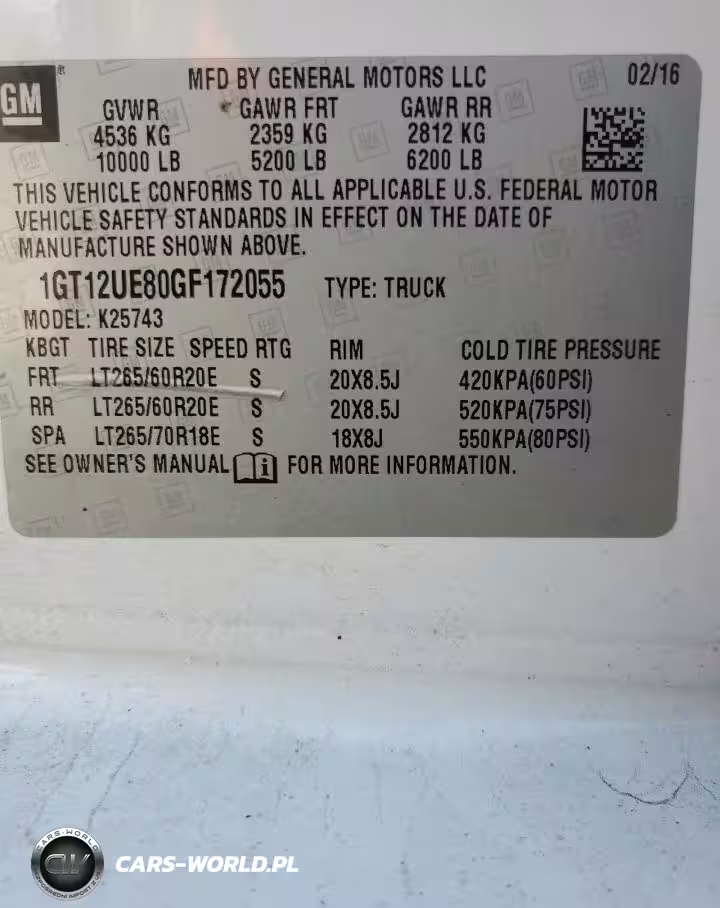 GM
MFD BY GENERAL MOTORS LLC 02/16
GVWR GAWR FRT GAWR RR
4536 KG 2359 KG 2812 KG
10000 LB 5200 LB 6200 LB
THIS VEHICLE CONFORMS TO ALL APPLICABLE U.S. FEDERAL MOTOR
VEHICLE SAFETY STANDARDS IN EFFECT ON THE DATE OF
MANUFACTURE SHOWN ABOVE.
1GT12UE80GF172055 TYPE: TRUCK
MODEL: K25743
KBGT TIRE SIZE SPEED RTG RIM COLD TIRE PRESSURE
FRT LT265/60R20E S 20X8.5J 420KPA(60PSI)
RR LT265/60R20E S 20X8.5J 520KPA(75PSI)
SPA LT265/70R18E S 18X8J 550KPA(80PSI)
SEE OWNER'S MANUAL FOR MORE INFORMATION.
CARS-WORLD
CW
CARS-WORLD.PL